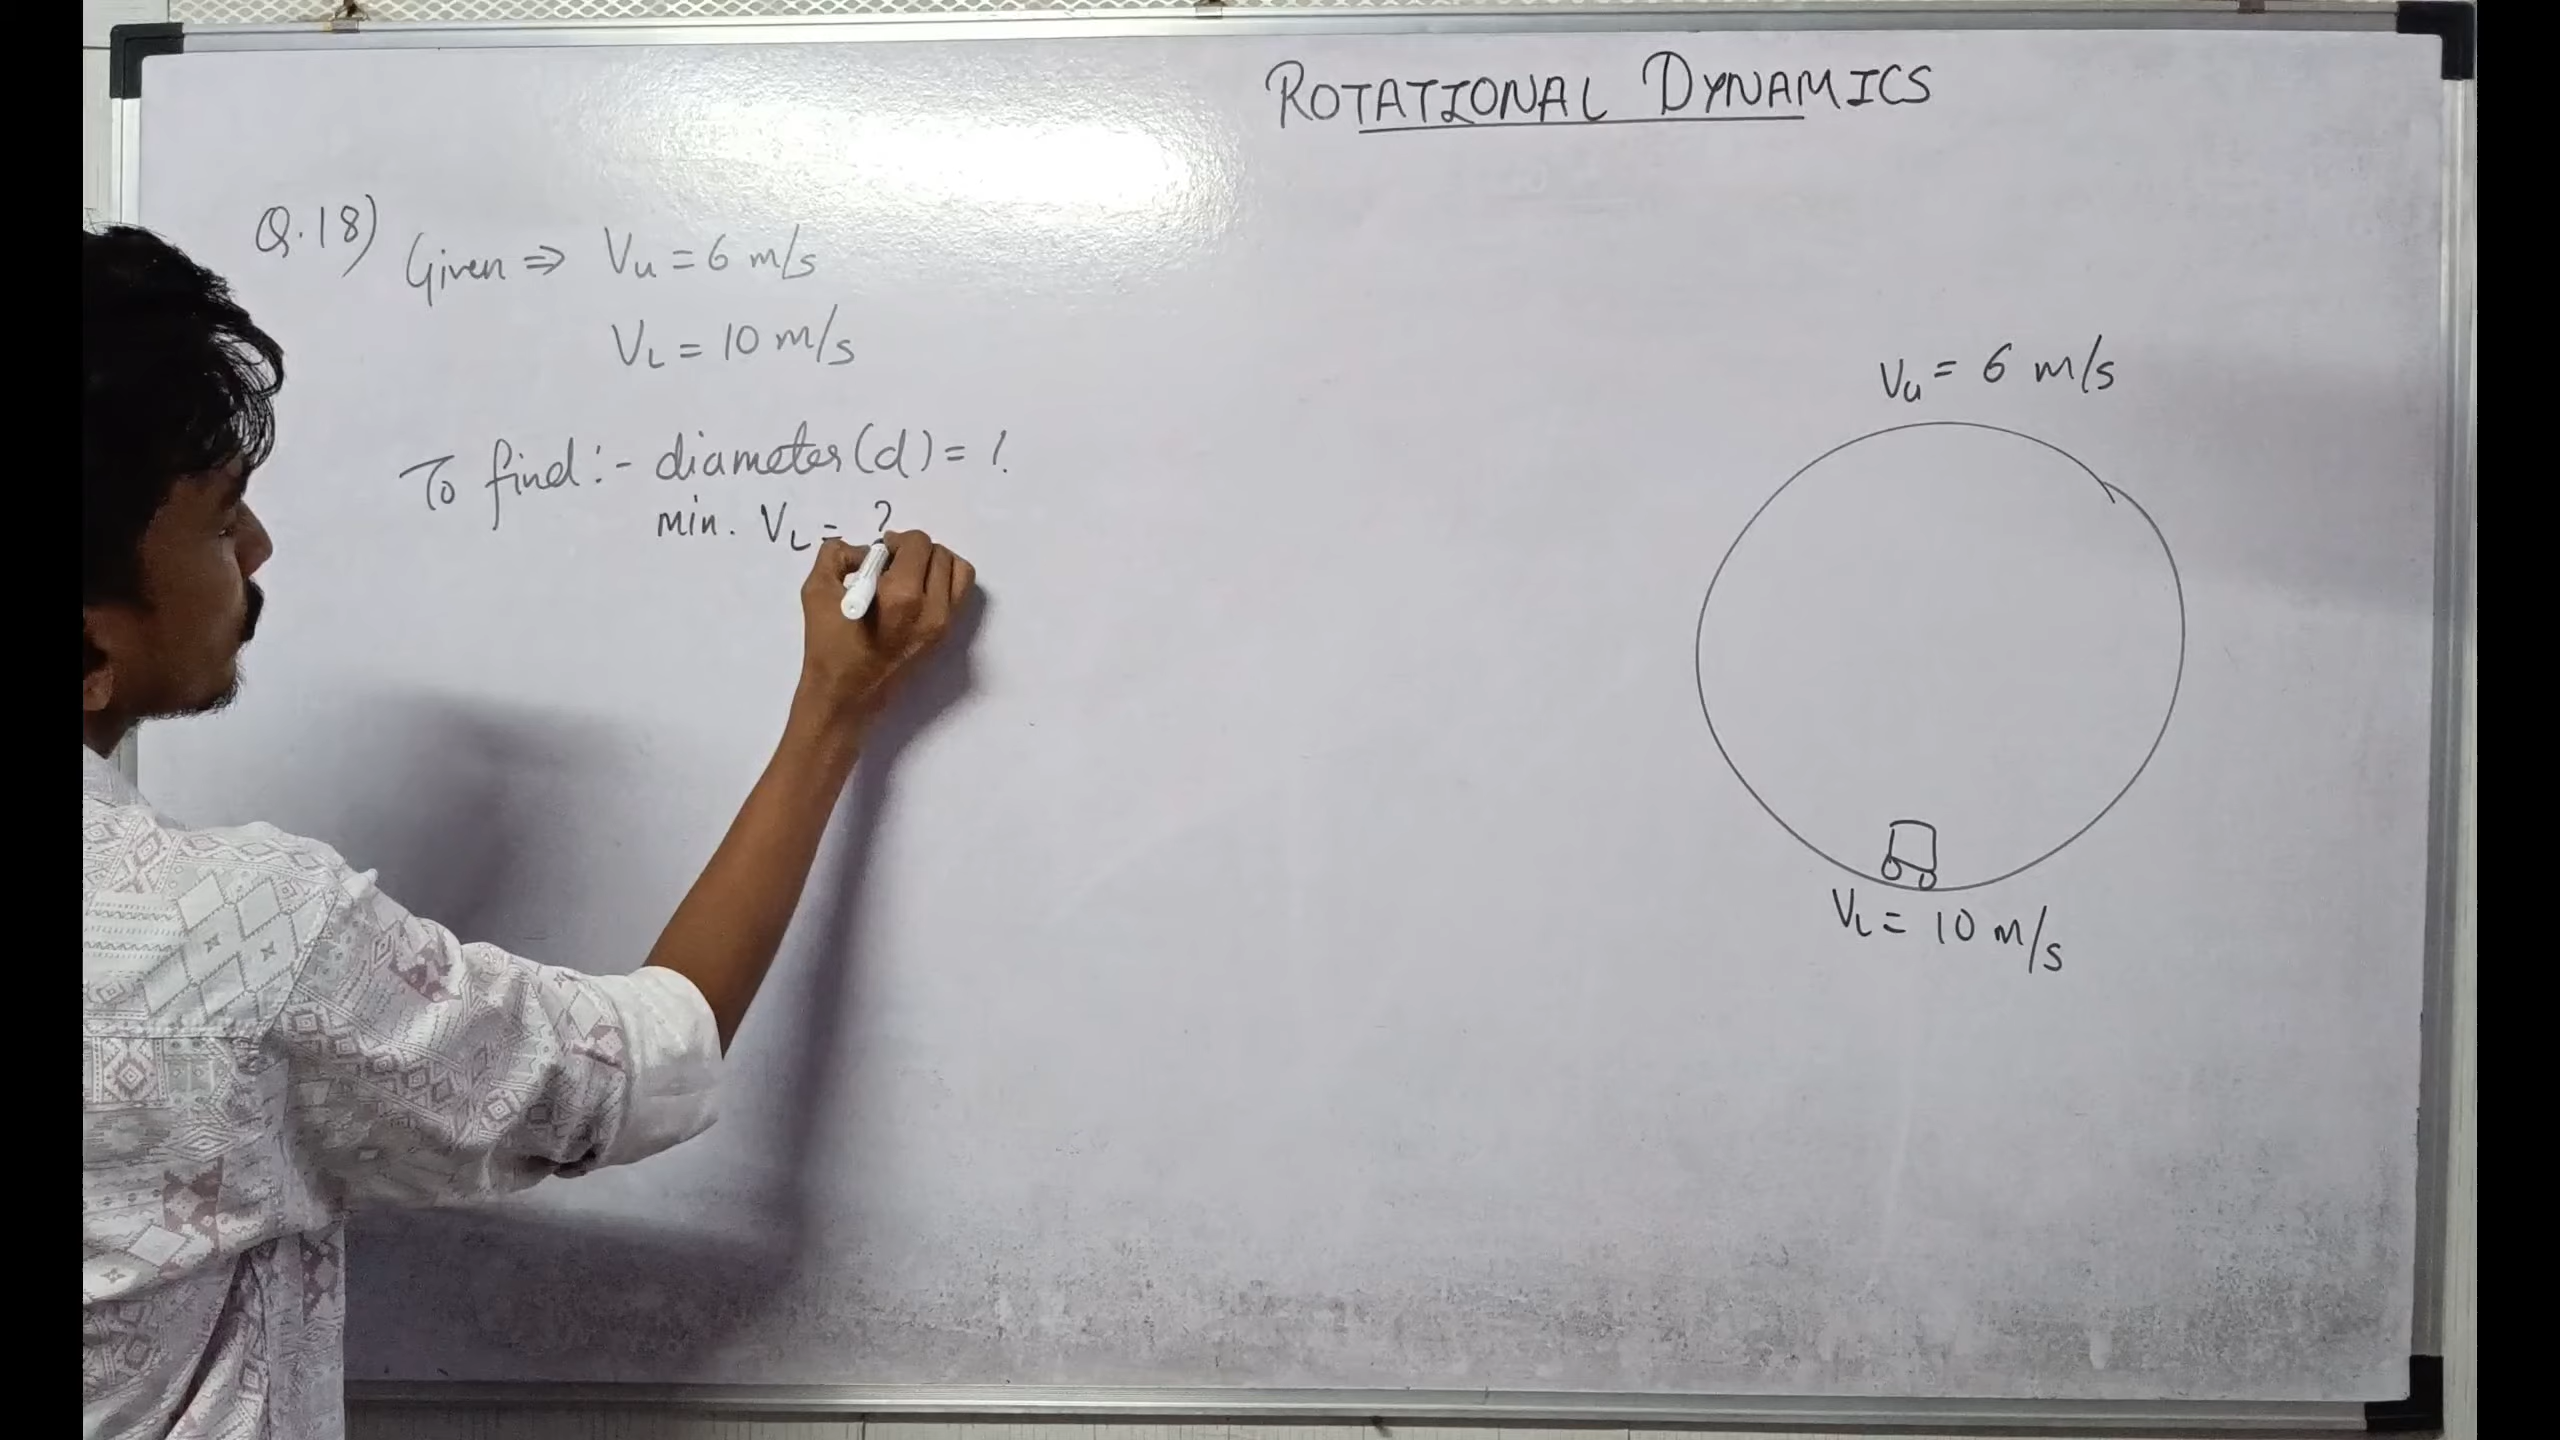 ROTATIONAL DYNAMICS
Q.18) Given ⇒ Vu = 6 m/s
VL = 10 m/s
To find :- diameter (d) = ?
min. VL = ?
Vu = 6 m/s
VL = 10 m/s